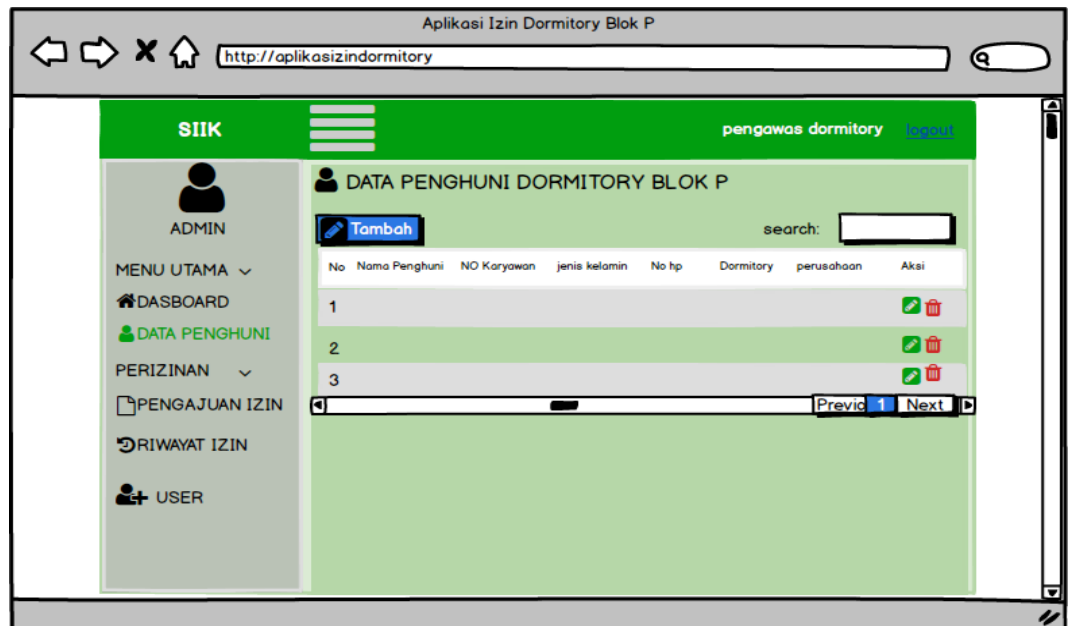 Aplikasi Izin Dormitory Blok P
http://aplikasizindormitory
SIIK
pengawas dormitory logout
ADMIN
MENU UTAMA
DASBOARD
DATA PENGHUNI
PERIZINAN
PENGAJUAN IZIN
RIWAYAT IZIN
USER
DATA PENGHUNI DORMITORY BLOK P
Tambah search:
No Nama Penghuni NO Karyawan jenis kelamin No hp Dormitory perusahaan Aksi
1
2
3
Previo 1 Next